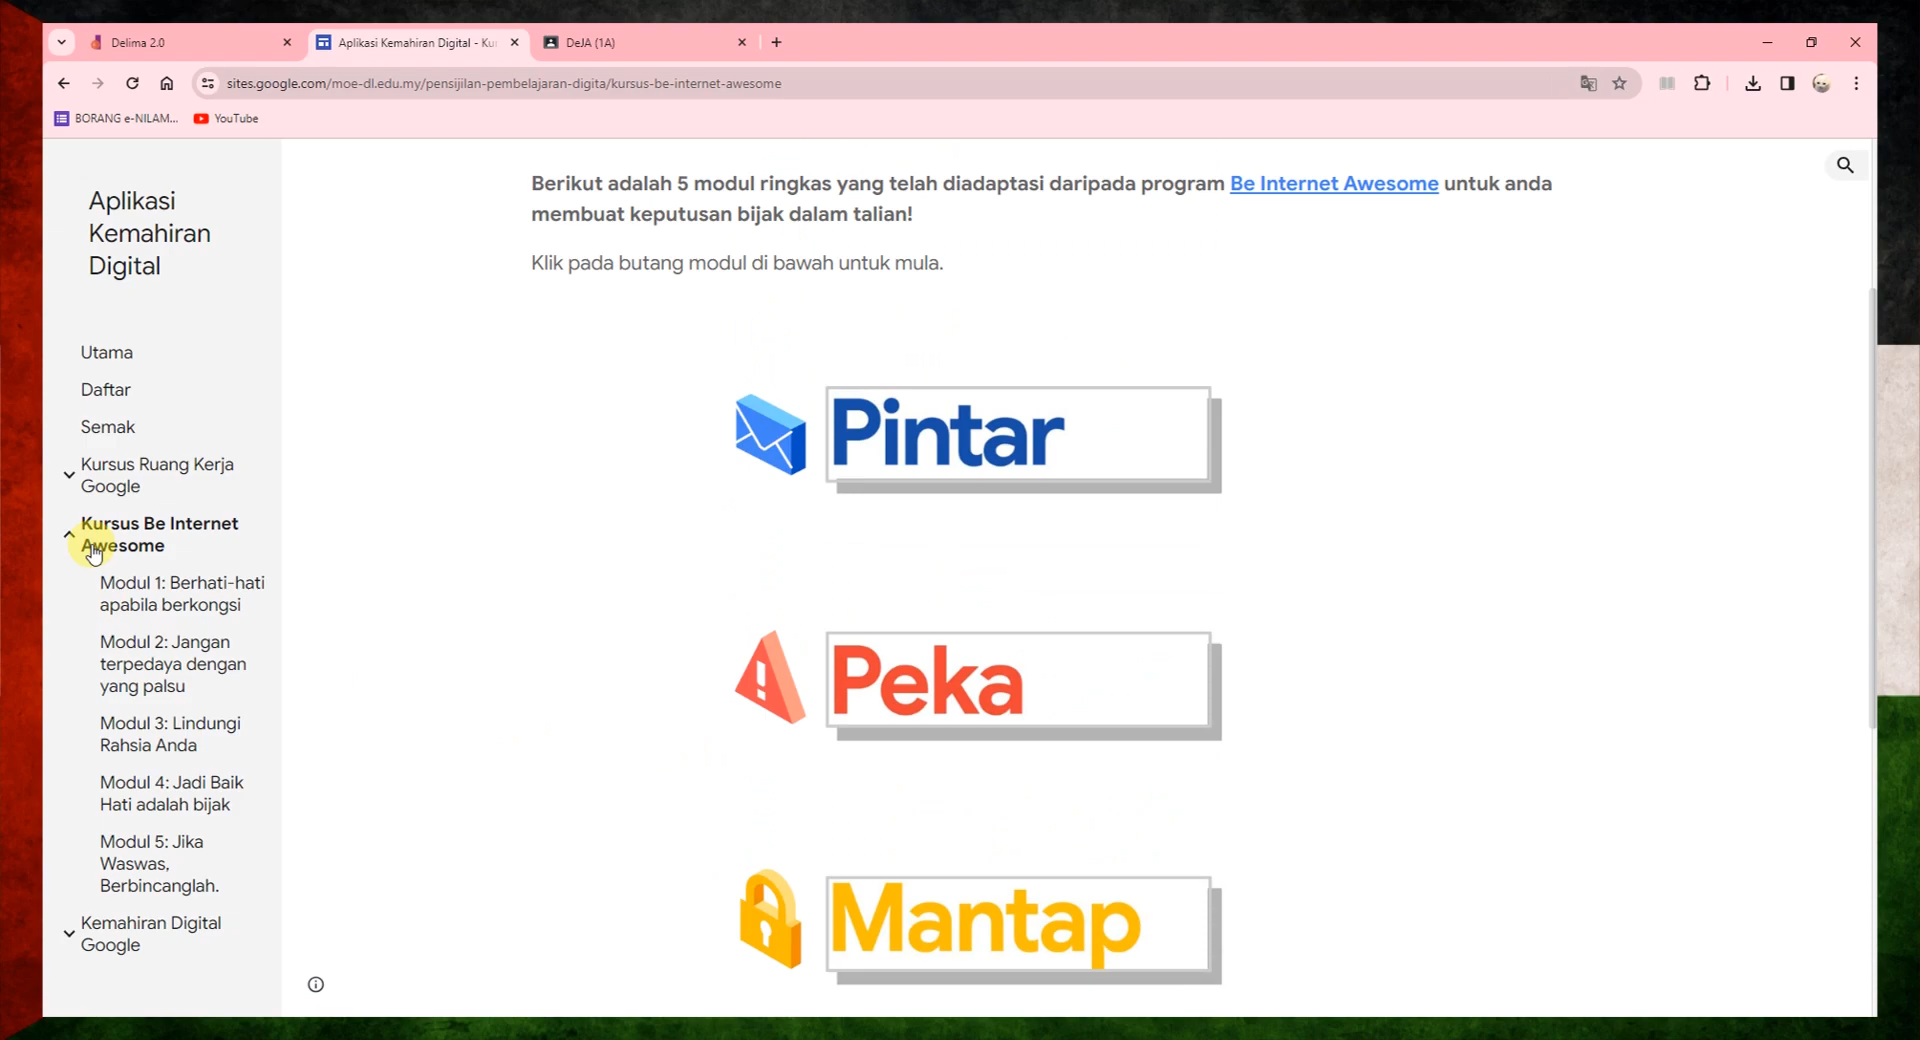 Delima 2.0
Aplikasi Kemahiran Digital - Ku
DeJA (1A)
sites.google.com/moe-dl.edu.my/pensijilan-pembelajaran-digita/kursus-be-internet-awesome
BORANG e-NILAM...
YouTube
Aplikasi
Kemahiran
Digital
Utama
Daftar
Semak
Kursus Ruang Kerja
Google
Kursus Be Internet
Awesome
Modul 1: Berhati-hati
apabila berkongsi
Modul 2: Jangan
terpedaya dengan
yang palsu
Modul 3: Lindungi
Rahsia Anda
Modul 4: Jadi Baik
Hati adalah bijak
Modul 5: Jika
Waswas,
Berbincanglah.
Kemahiran Digital
Google
Berikut adalah 5 modul ringkas yang telah diadaptasi daripada program Be Internet Awesome untuk anda
membuat keputusan bijak dalam talian!
Klik pada butang modul di bawah untuk mula.
Pintar
Peka
Mantap